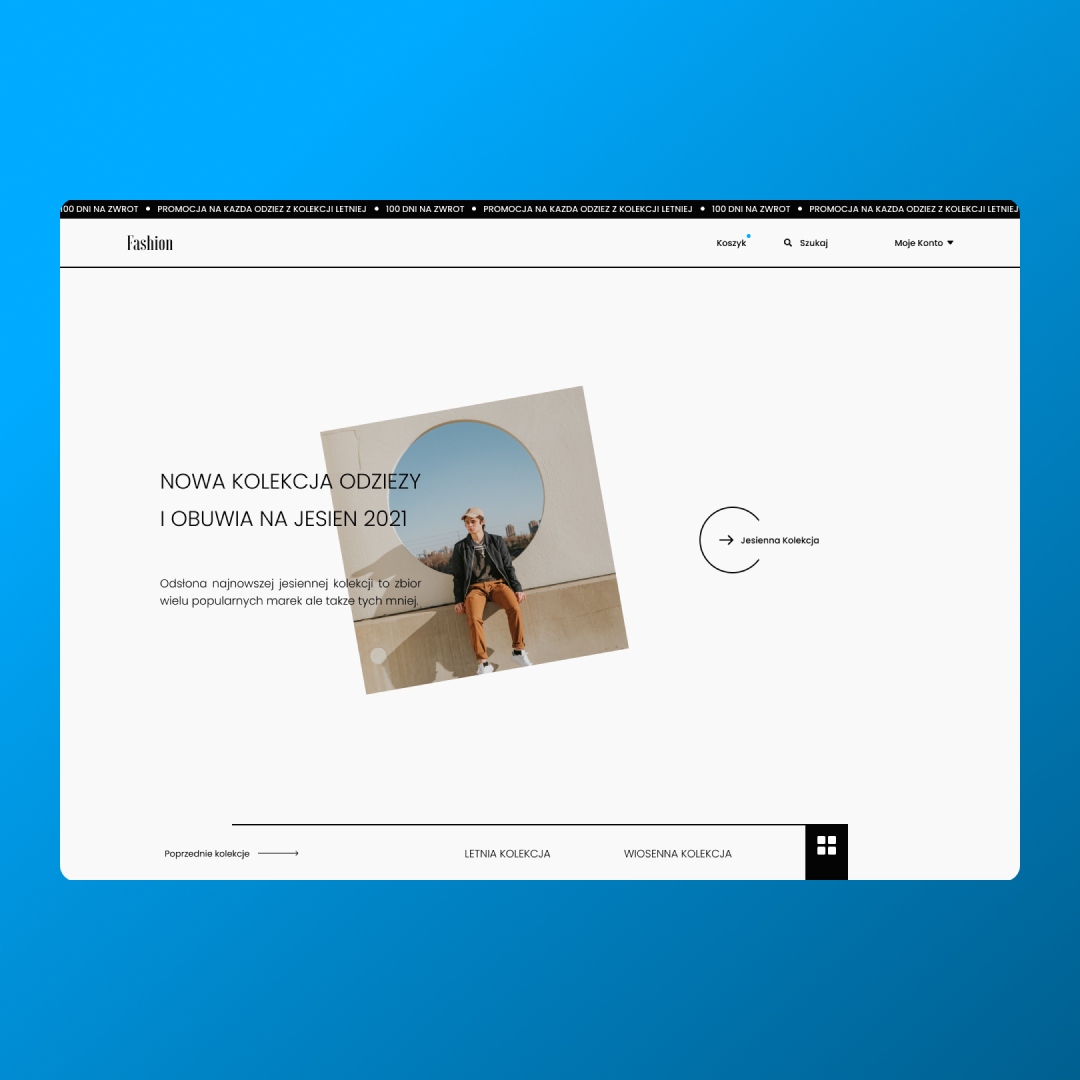 100 DNI NA ZWROT • PROMOCJA NA KAZDA ODZIEZ Z KOLEKCJI LETNIEJ • 100 DNI NA ZWROT • PROMOCJA NA KAZDA ODZIEZ Z KOLEKCJI LETNIEJ • 100 DNI NA ZWROT • PROMOCJA NA KAZDA ODZIEZ Z KOLEKCJI LETNIEJ
Fashion Koszyk Szukaj Moje Konto
NOWA KOLEKCJA ODZIEZY
I OBUWIA NA JESIEN 2021
Odsłona najnowszej jesiennej kolekcji to zbior
wielu popularnych marek ale takze tych mniej.
Jesienna Kolekcja
Poprzednie kolekcje LETNIA KOLEKCJA WIOSENNA KOLEKCJA